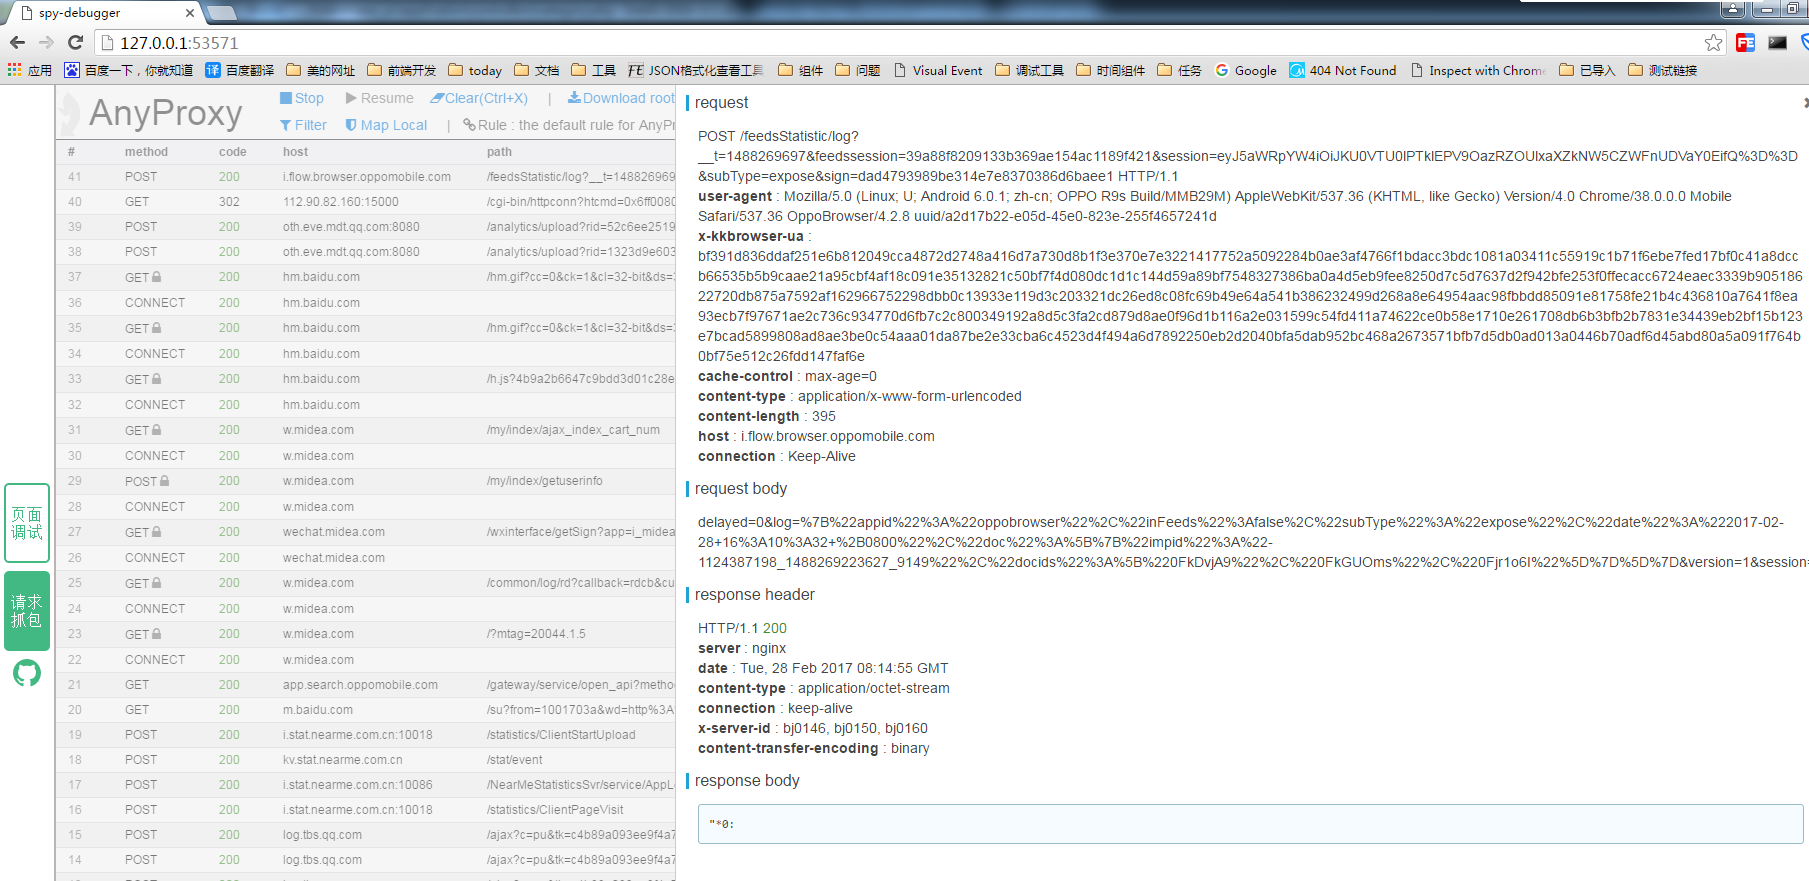 spy-debugger
127.0.0.1:53571
应用 百度一下，你就知道 百度翻译 美的网址 前端开发 today 文档 工具 JSON格式化查看工具 组件 问题 Visual Event 调试工具 时间组件 任务 Google 404 Not Found Inspect with Chrome 已导入 测试链接
页面
调试
请求
抓包
AnyProxy
Stop Resume Clear(Ctrl+X) | Download root
Filter Map Local | Rule : the default rule for AnyPr
# method code host path
41 POST 200 i.flow.browser.oppomobile.com /feedsStatistic/log?__t=148826969
40 GET 302 112.90.82.160:15000 /cgi-bin/httpconn?htcmd=0x6ff0080
39 POST 200 oth.eve.mdt.qq.com:8080 /analytics/upload?rid=52c6ee2519
38 POST 200 oth.eve.mdt.qq.com:8080 /analytics/upload?rid=1323d9e603
37 GET 200 hm.baidu.com /hm.gif?cc=0&ck=1&cl=32-bit&ds=
36 CONNECT 200 hm.baidu.com
35 GET 200 hm.baidu.com /hm.gif?cc=0&ck=1&cl=32-bit&ds=
34 CONNECT 200 hm.baidu.com
33 GET 200 hm.baidu.com /h.js?4b9a2b6647c9bdd3d01c28e
32 CONNECT 200 hm.baidu.com
31 GET 200 w.midea.com /my/index/ajax_index_cart_num
30 CONNECT 200 w.midea.com
29 POST 200 w.midea.com /my/index/getuserinfo
28 CONNECT 200 w.midea.com
27 GET 200 wechat.midea.com /wxinterface/getSign?app=i_midea
26 CONNECT 200 wechat.midea.com
25 GET 200 w.midea.com /common/log/rd?callback=rdcb&cu
24 CONNECT 200 w.midea.com
23 GET 200 w.midea.com /?mtag=20044.1.5
22 CONNECT 200 w.midea.com
21 GET 200 app.search.oppomobile.com /gateway/service/open_api?metho
20 GET 200 m.baidu.com /su?from=1001703a&wd=http%3A
19 POST 200 i.stat.nearme.com.cn:10018 /statistics/ClientStartUpload
18 POST 200 kv.stat.nearme.com.cn /stat/event
17 POST 200 i.stat.nearme.com.cn:10086 /NearMeStatisticsSvr/service/AppL
16 POST 200 i.stat.nearme.com.cn:10018 /statistics/ClientPageVisit
15 POST 200 log.tbs.qq.com /ajax?c=pu&tk=c4b89a093ee9f4a7
14 POST 200 log.tbs.qq.com /ajax?c=pu&tk=c4b89a093ee9f4a7
request
POST /feedsStatistic/log?
__t=1488269697&feedssession=39a88f8209133b369ae154ac1189f421&session=eyJ5aWRpYW4iOiJKU0VTU0lPTklEPV9OazRZOUlxaXZkNW5CZWFnUDVaY0EifQ%3D%3D
&subType=expose&sign=dad4793989be314e7e8370386d6baee1 HTTP/1.1
user-agent : Mozilla/5.0 (Linux; U; Android 6.0.1; zh-cn; OPPO R9s Build/MMB29M) AppleWebKit/537.36 (KHTML, like Gecko) Version/4.0 Chrome/38.0.0.0 Mobile
Safari/537.36 OppoBrowser/4.2.8 uuid/a2d17b22-e05d-45e0-823e-255f4657241d
x-kkbrowser-ua :
bf391d836ddaf251e6b812049cca4872d2748a416d7a730d8b1f3e370e7e3221417752a5092284b0ae3af4766f1bdacc3bdc1081a03411c55919c1b71f6ebe7fed17bf0c41a8dcc
b66535b5b9caae21a95cbf4af18c091e35132821c50bf7f4d080dc1d1c144d59a89bf7548327386ba0a4d5eb9fee8250d7c5d7637d2f942bfe253f0ffecacc6724eaec3339b905186
22720db875a7592af162966752298dbb0c13933e119d3c203321dc26ed8c08fc69b49e64a541b386232499d268a8e64954aac98fbbdd85091e81758fe21b4c436810a7641f8ea
93ecb7f97671ae2c736c934770d6fb7c2c800349192a8d5c3fa2cd879d8ae0f96d1b116a2e031599c54fd411a74622ce0b58e1710e261708db6b3bfb2b7831e34439eb2bf15b123
e7bcad5899808ad8ae3be0c54aaa01da87be2e33cba6c4523d4f494a6d7892250eb2d2040bfa5dab952bc468a2673571bfb7d5db0ad013a0446b70adf6d45abd80a5a091f764b
0bf75e512c26fdd147faf6e
cache-control : max-age=0
content-type : application/x-www-form-urlencoded
content-length : 395
host : i.flow.browser.oppomobile.com
connection : Keep-Alive
request body
delayed=0&log=%7B%22appid%22%3A%22oppobrowser%22%2C%22inFeeds%22%3Afalse%2C%22subType%22%3A%22expose%22%2C%22date%22%3A%222017-02-
28+16%3A10%3A32+%2B0800%22%2C%22doc%22%3A%5B%7B%22impid%22%3A%22-
1124387198_1488269223627_9149%22%2C%22docids%22%3A%5B%220FkDvjA9%22%2C%220FkGUOms%22%2C%220Fjr1o6I%22%5D%7D%5D%7D&version=1&session=
response header
HTTP/1.1 200
server : nginx
date : Tue, 28 Feb 2017 08:14:55 GMT
content-type : application/octet-stream
connection : keep-alive
x-server-id : bj0146, bj0150, bj0160
content-transfer-encoding : binary
response body
"*0: